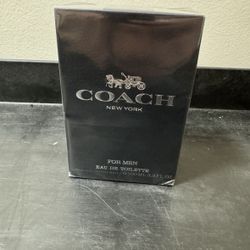 COACH
NEW YORK
FOR MEN
EAU DE TOILETTE